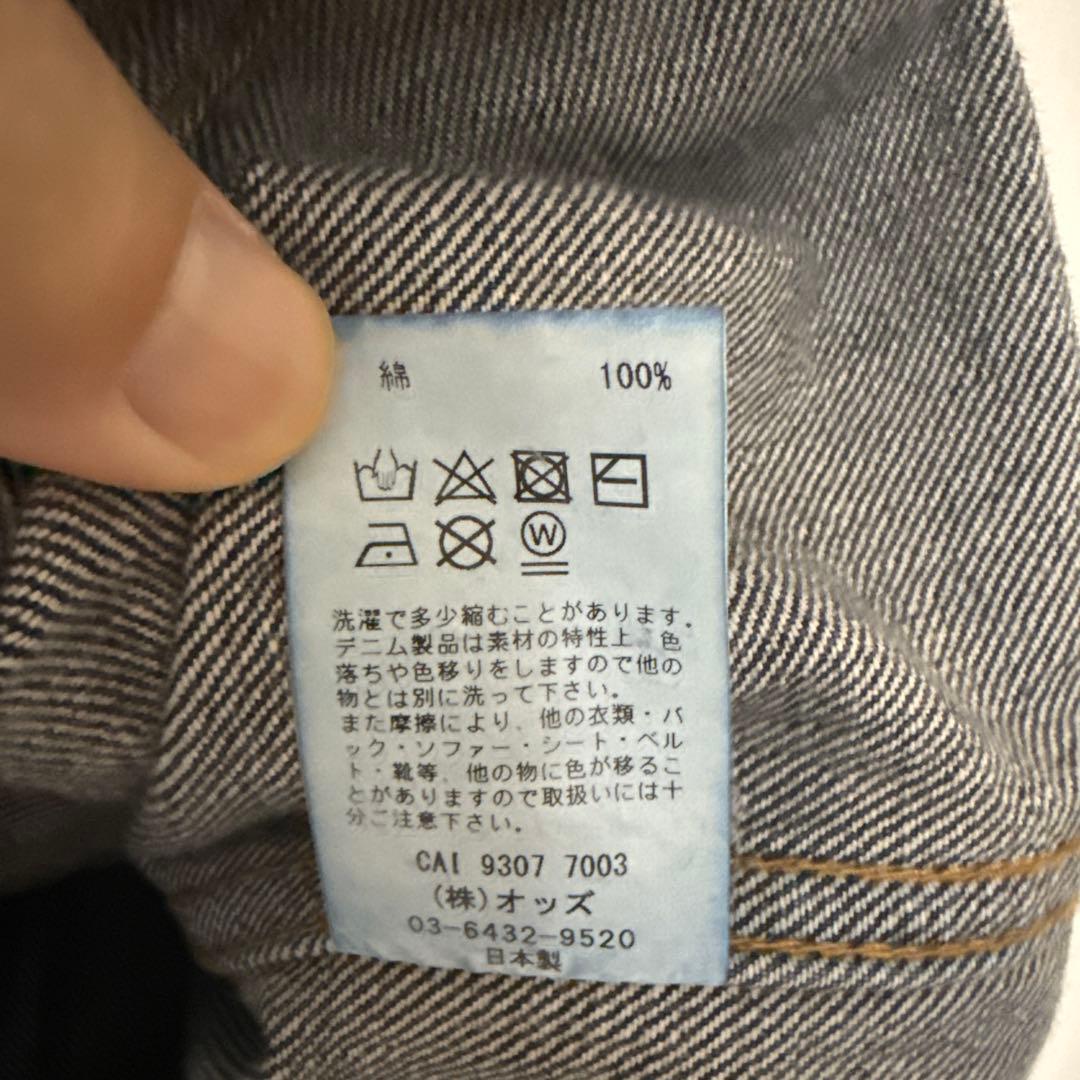 綿 100%
W
洗濯で多少縮むことがあります。
デニム製品は素材の特性上、色
落ちや色移りをしますので他の
物とは別に洗って下さい。
また摩擦により、他の衣類・バ
ック・ソファー・シート・ベル
ト・靴等、他の物に色が移るこ
とがありますので取扱いには十
分ご注意下さい。
CAI 9307 7003
(株)オッズ
03-6432-9520
日本製